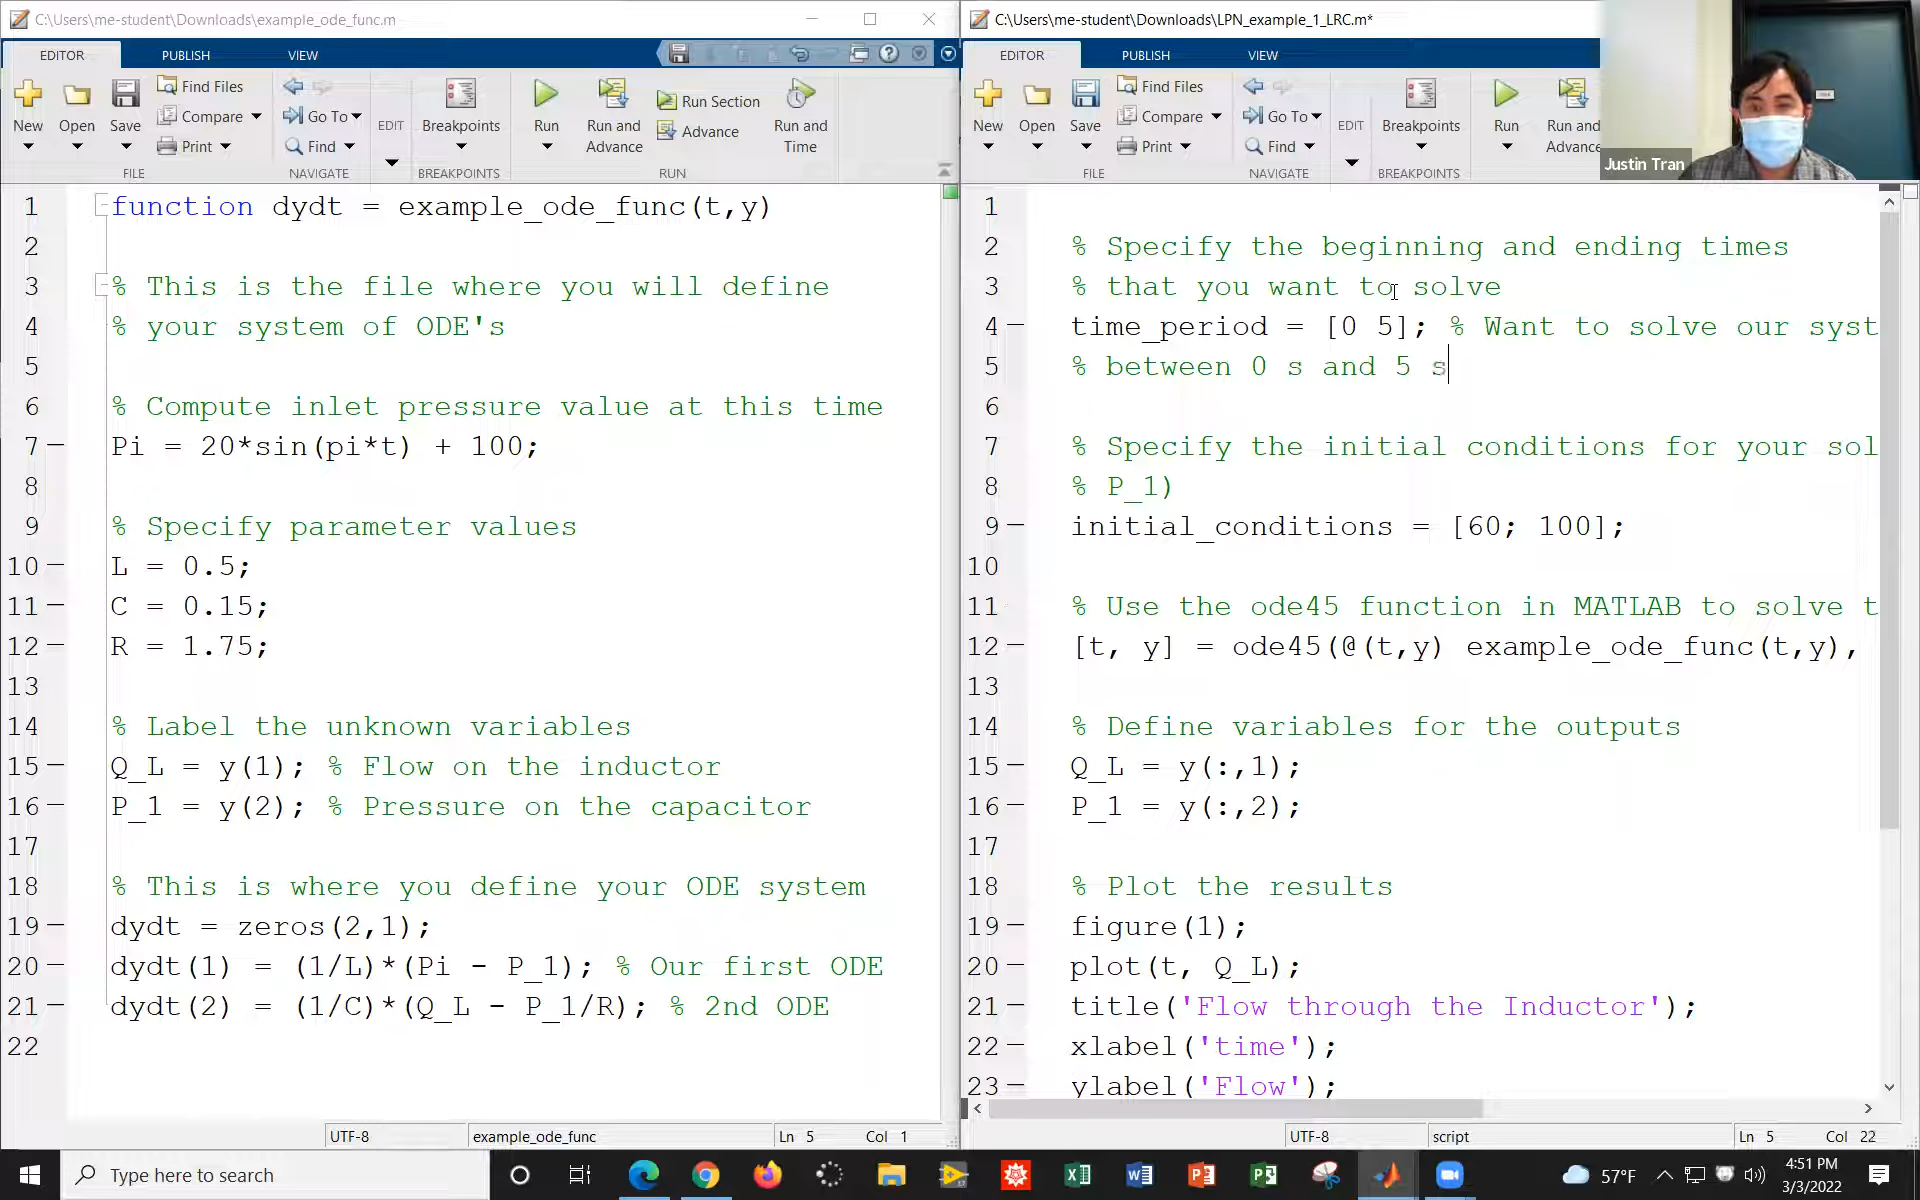 C:\Users\me-student\Downloads\example_ode_func.m
EDITOR PUBLISH VIEW
New
Open
Save
Find Files
Compare
Print
Go To
Find
EDIT
Breakpoints
Run
Run and Advance
Run Section
Advance
Run and Time
FILE NAVIGATE BREAKPOINTS RUN
1 function dydt = example_ode_func(t,y)
2
3 % This is the file where you will define
4 % your system of ODE's
5
6 % Compute inlet pressure value at this time
7 Pi = 20*sin(pi*t) + 100;
8
9 % Specify parameter values
10 L = 0.5;
11 C = 0.15;
12 R = 1.75;
13
14 % Label the unknown variables
15 Q_L = y(1); % Flow on the inductor
16 P_1 = y(2); % Pressure on the capacitor
17
18 % This is where you define your ODE system
19 dydt = zeros(2,1);
20 dydt(1) = (1/L)*(Pi - P_1); % Our first ODE
21 dydt(2) = (1/C)*(Q_L - P_1/R); % 2nd ODE
22
UTF-8 example_ode_func Ln 5 Col 1
C:\Users\me-student\Downloads\LPN_example_1_LRC.m*
EDITOR PUBLISH VIEW
New
Open
Save
Find Files
Compare
Print
Go To
Find
EDIT
Breakpoints
Run
Run and Advance
FILE NAVIGATE BREAKPOINTS
Justin Tran
1
2 % Specify the beginning and ending times
3 % that you want to solve
4 time_period = [0 5]; % Want to solve our syst
5 % between 0 s and 5 s
6
7 % Specify the initial conditions for your sol
8 % P_1)
9 initial_conditions = [60; 100];
10
11 % Use the ode45 function in MATLAB to solve t
12 [t, y] = ode45(@(t,y) example_ode_func(t,y),
13
14 % Define variables for the outputs
15 Q_L = y(:,1);
16 P_1 = y(:,2);
17
18 % Plot the results
19 figure(1);
20 plot(t, Q_L);
21 title('Flow through the Inductor');
22 xlabel('time');
23 ylabel('Flow');
UTF-8 script Ln 5 Col 22
Type here to search
57°F
4:51 PM
3/3/2022